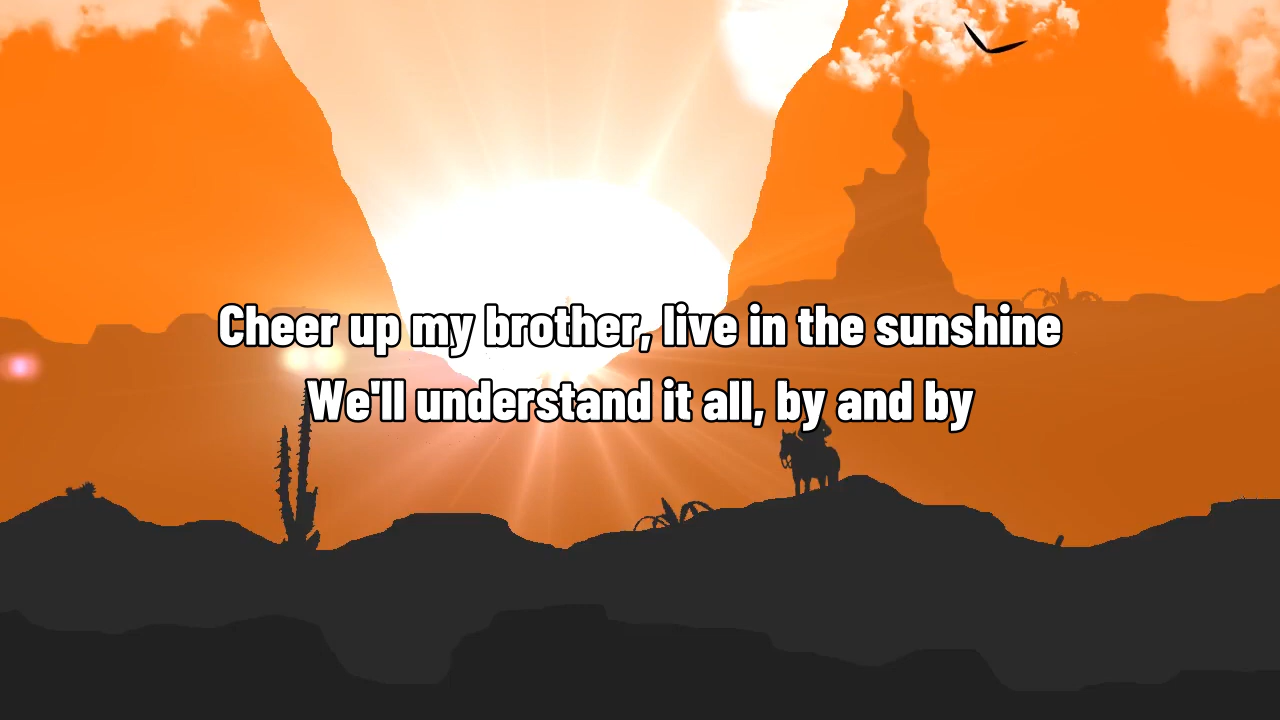 Cheer up my brother, live in the sunshine
We'll understand it all, by and by